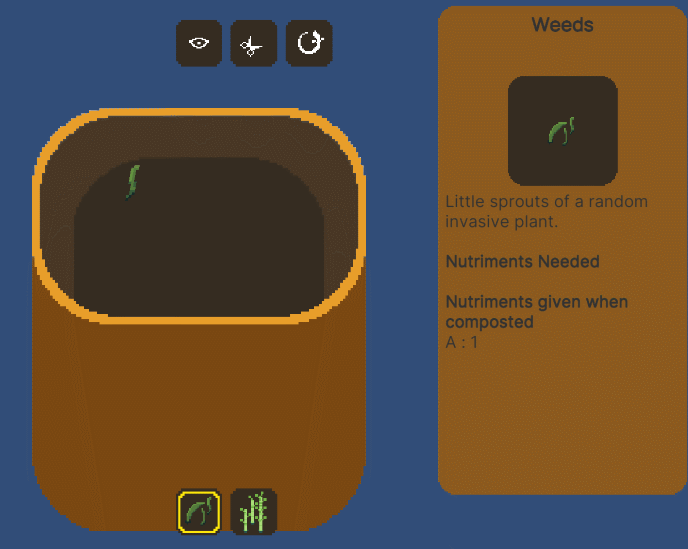 Weeds
Little sprouts of a random
invasive plant.
Nutriments Needed
Nutriments given when
composted
A : 1